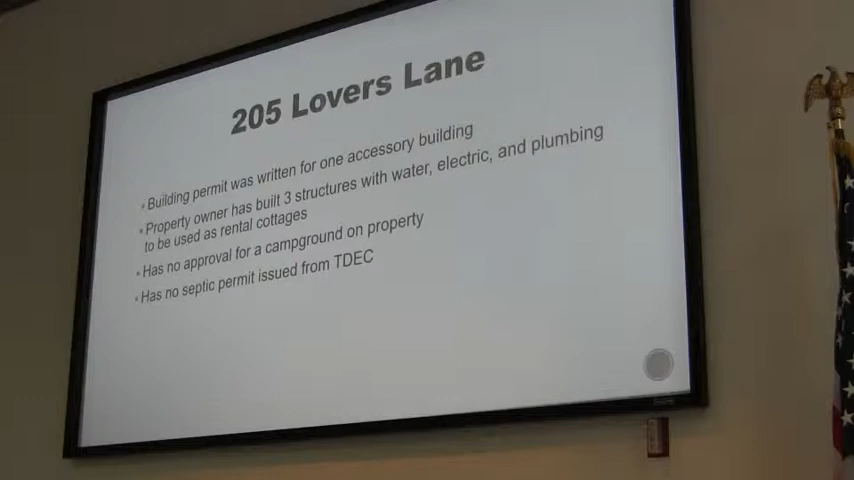 205 Lovers Lane
• Building permit was written for one accessory building
• Property owner has built 3 structures with water, electric, and plumbing
to be used as rental cottages
• Has no approval for a campground on property
• Has no septic permit issued from TDEC